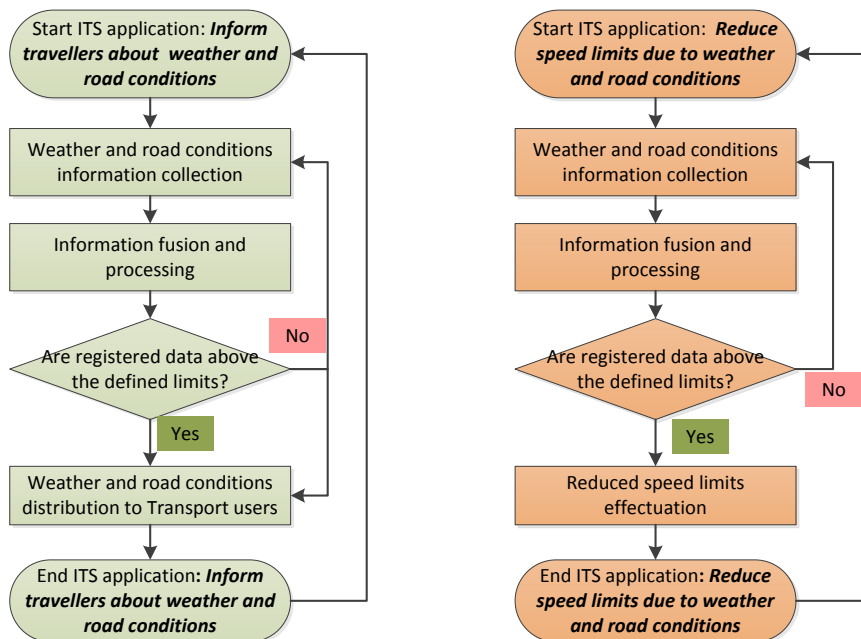 Start ITS application: Inform
travellers about weather and
road conditions
Weather and road conditions
information collection
Information fusion and
processing
No
Are registered data above
the defined limits?
Yes
Weather and road conditions
distribution to Transport users
End ITS application: Inform
travellers about weather and
road conditions
Start ITS application: Reduce
speed limits due to weather
and road conditions
Weather and road conditions
information collection
Information fusion and
processing
Are registered data above
the defined limits?
No
Yes
Reduced speed limits
effectuation
End ITS application: Reduce
speed limits due to weather
and road conditions